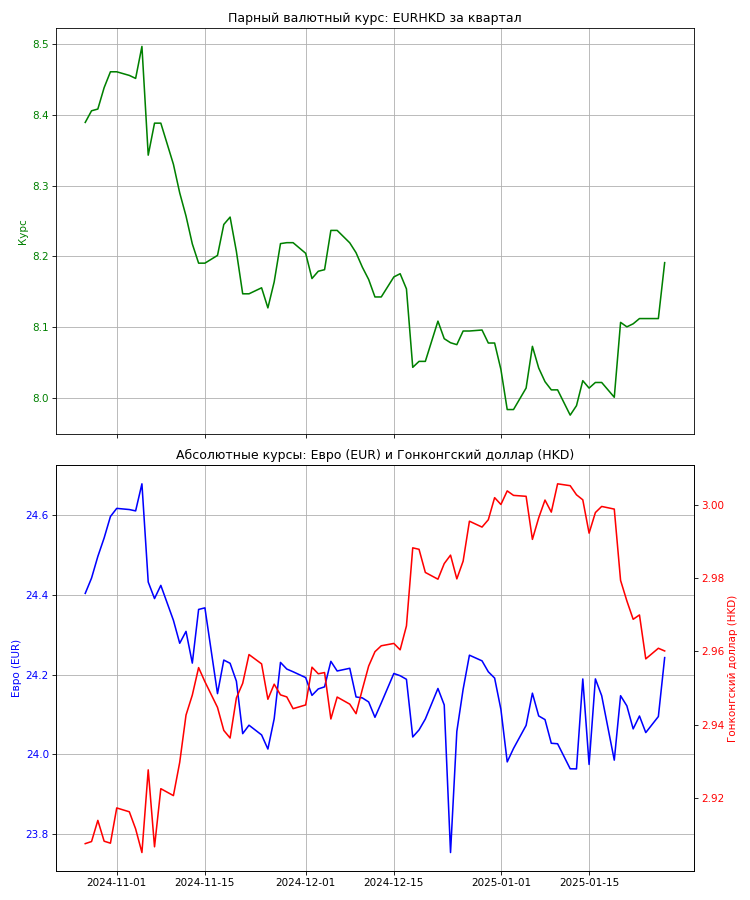 Парный валютный курс: EURHKD за квартал
8.5
8.4
8.3
8.2
8.1
8.0
Курс
Абсолютные курсы: Евро (EUR) и Гонконгский доллар (HKD)
24.6
24.4
24.2
24.0
23.8
Евро (EUR)
3.00
2.98
2.96
2.94
2.92
Гонконгский доллар (HKD)
2024-11-01 2024-11-15 2024-12-01 2024-12-15 2025-01-01 2025-01-15